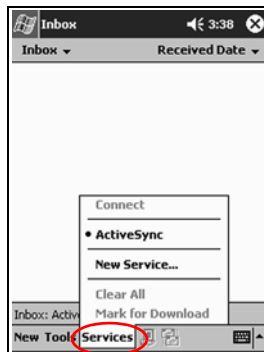 Inbox 3:38
Inbox Received Date
Connect
ActiveSync
New Service...
Clear All
Mark for Download
Inbox: Active
New Tools Services